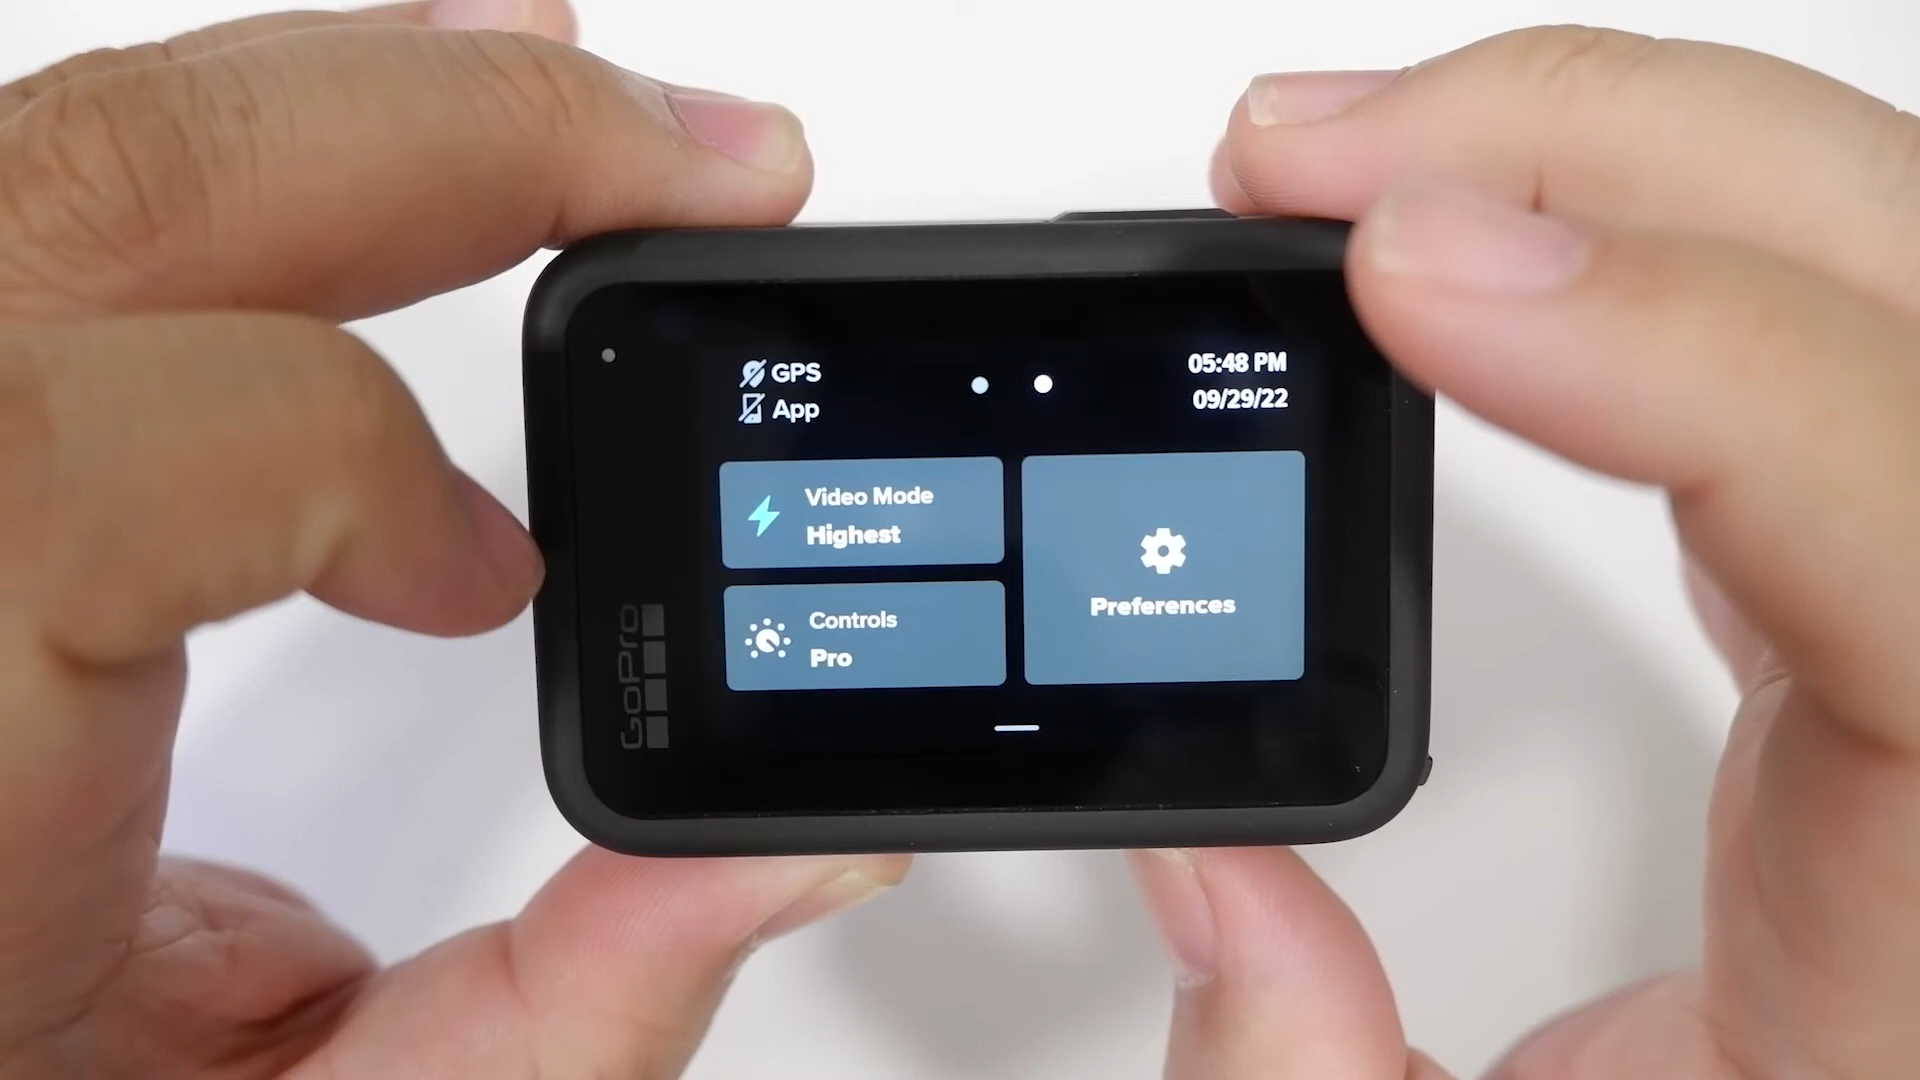 GPS
App
05:48 PM
09/29/22
Video Mode
Highest
Controls
Pro
Preferences
GoPro